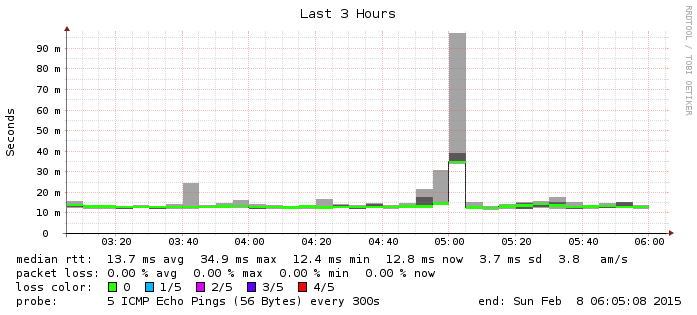 Last 3 Hours
RRDTOOL / TOBI OETIKER
Seconds
90 m
80 m
70 m
60 m
50 m
40 m
30 m
20 m
10 m
0
03:20 03:40 04:00 04:20 04:40 05:00 05:20 05:40 06:00
median rtt: 13.7 ms avg 34.9 ms max 12.4 ms min 12.8 ms now 3.7 ms sd 3.8 am/s
packet loss: 0.00 % avg 0.00 % max 0.00 % min 0.00 % now
loss color: 0 1/5 2/5 3/5 4/5
probe: 5 ICMP Echo Pings (56 Bytes) every 300s end: Sun Feb 8 06:05:08 2015